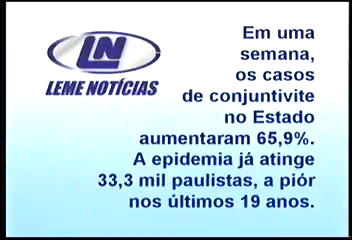 LN
LEME NOTÍCIAS
Em uma
semana,
os casos
de conjuntivite
no Estado
aumentaram 65,9%.
A epidemia já atinge
33,3 mil paulistas, a piór
nos últimos 19 anos.